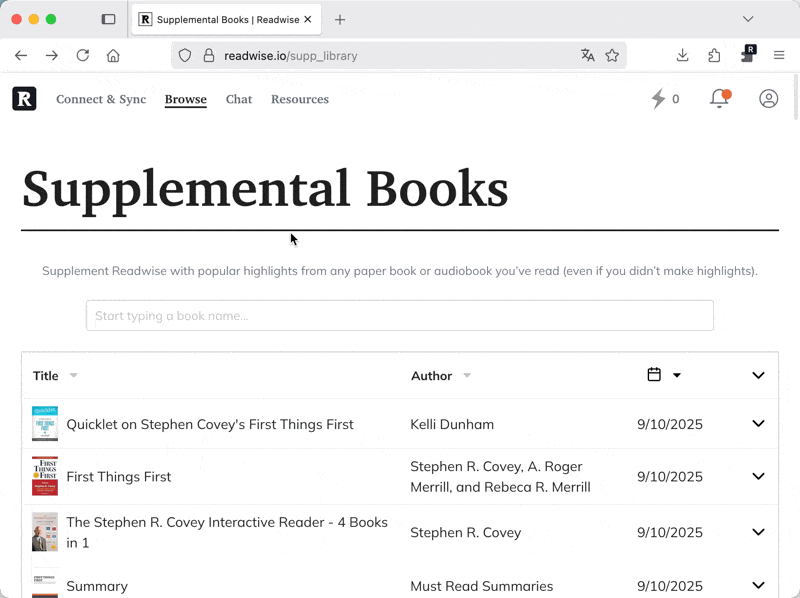 Supplemental Books | Readwise
readwise.io/supp_library
R
Connect & Sync Browse Chat Resources 0
Supplemental Books
Supplement Readwise with popular highlights from any paper book or audiobook you've read (even if you didn't make highlights).
Start typing a book name...
Title Author
Quicklet on Stephen Covey's First Things First Kelli Dunham 9/10/2025
First Things First Stephen R. Covey, A. Roger
Merrill, and Rebeca R. Merrill 9/10/2025
The Stephen R. Covey Interactive Reader - 4 Books
in 1 Stephen R. Covey 9/10/2025
Summary Must Read Summaries 9/10/2025